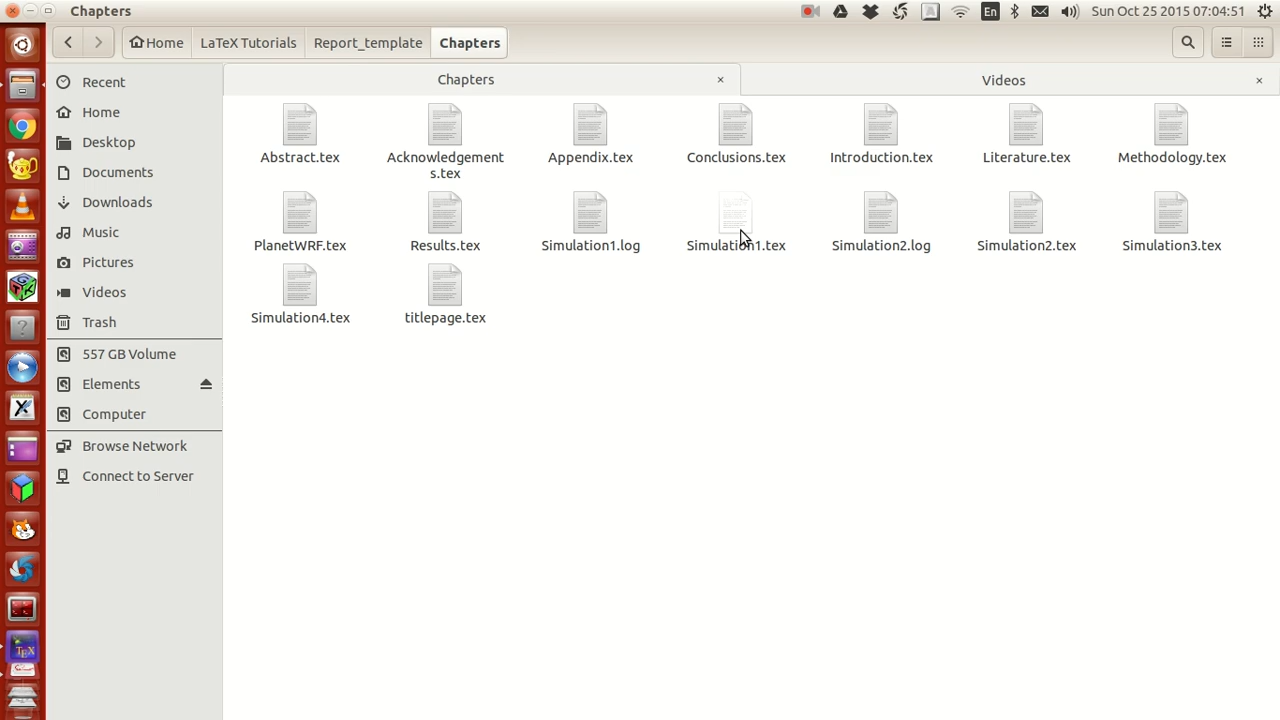 Chapters
En
Sun Oct 25 2015 07:04:51
Home
LaTeX Tutorials
Report_template
Chapters
Chapters
Videos
Recent
Home
Desktop
Documents
Downloads
Music
Pictures
Videos
Trash
557 GB Volume
Elements
Computer
Browse Network
Connect to Server
Abstract.tex
Acknowledgement
s.tex
Appendix.tex
Conclusions.tex
Introduction.tex
Literature.tex
Methodology.tex
PlanetWRF.tex
Results.tex
Simulation1.log
Simulation1.tex
Simulation2.log
Simulation2.tex
Simulation3.tex
Simulation4.tex
titlepage.tex
TEX